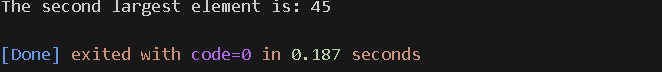 The second largest element is: 45
[Done] exited with code=0 in 0.187 seconds